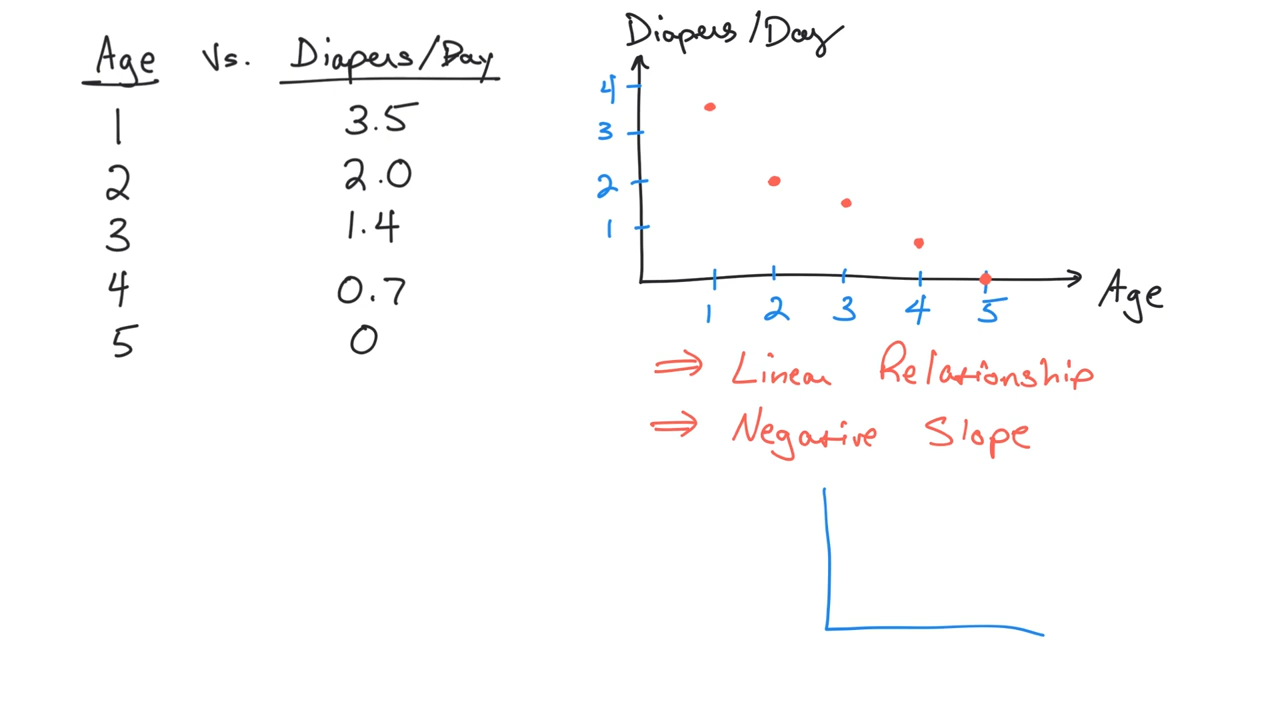 Age Vs. Diapers/Day
1 3.5
2 2.0
3 1.4
4 0.7
5 0
Diapers/Day
4
3
2
1
1 2 3 4 5 Age
⇒ Linear Relationship
⇒ Negative Slope